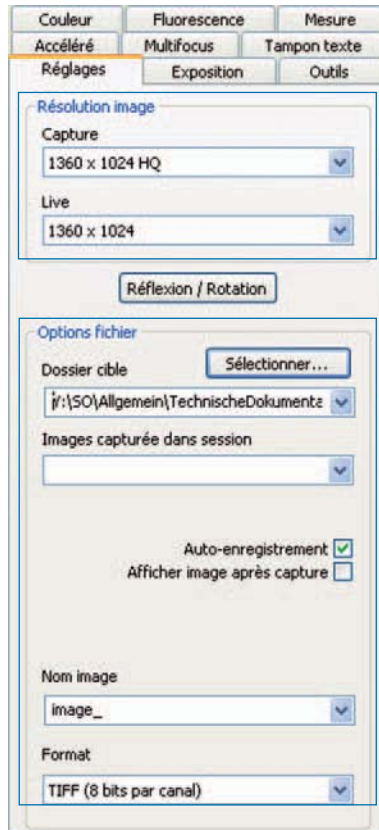 Couleur Fluorescence Mesure
Accéléré Multifocus Tampon texte
Réglages Exposition Outils
Résolution image
Capture
1360 x 1024 HQ
Live
1360 x 1024
Réflexion / Rotation
Options fichier
Dossier cible Sélectionner...
r/:\SO\Allgemein\TechnischeDokumenta
Images capturée dans session
Auto-enregistrement
Afficher image après capture
Nom image
image_
Format
TIFF (8 bits par canal)